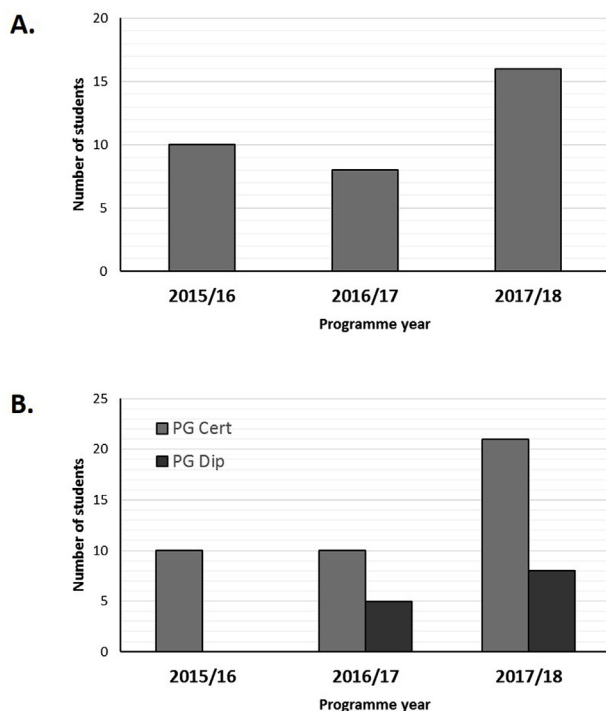 A.
Number of students
20
15
10
5
0
2015/16 2016/17 2017/18
Programme year
B.
Number of students
25
20
15
10
5
0
PG Cert
PG Dip
2015/16 2016/17 2017/18
Programme year